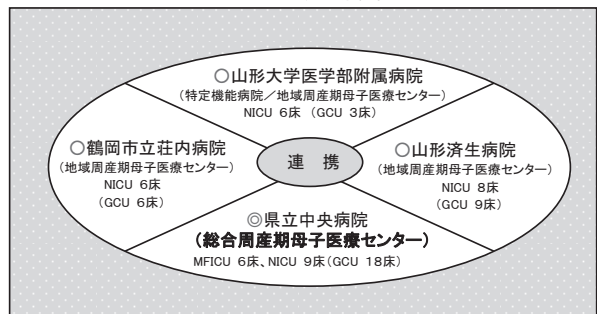 ○山形大学医学部附属病院
(特定機能病院／地域周産期母子医療センター)
NICU 6床 (GCU 3床)
○鶴岡市立荘内病院
(地域周産期母子医療センター)
NICU 6床
(GCU 6床)
連 携
○山形済生病院
(地域周産期母子医療センター)
NICU 8床
(GCU 9床)
◎県立中央病院
(総合周産期母子医療センター)
MFICU 6床、NICU 9床(GCU 18床)